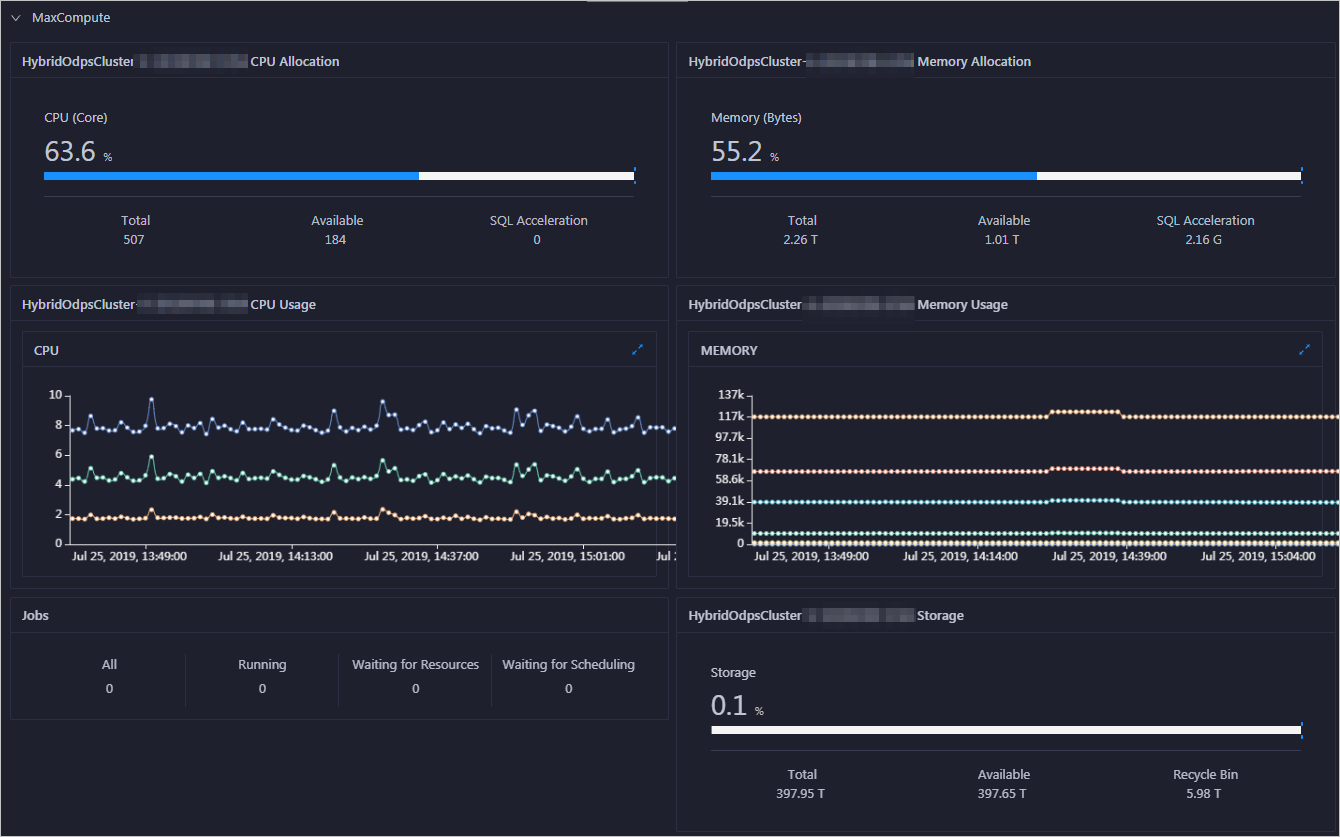 MaxCompute
HybridOdpsCluster CPU Allocation
CPU (Core)
63.6 %
Total Available SQL Acceleration
507 184 0
HybridOdpsCluster- Memory Allocation
Memory (Bytes)
55.2 %
Total Available SQL Acceleration
2.26 T 1.01 T 2.16 G
HybridOdpsCluster- CPU Usage
CPU
10
8
6
4
2
0
Jul 25, 2019, 13:49:00 Jul 25, 2019, 14:13:00 Jul 25, 2019, 14:37:00 Jul 25, 2019, 15:01:00
HybridOdpsCluster Memory Usage
MEMORY
137k
117k
97.7k
78.1k
58.6k
39.1k
19.5k
0
Jul 25, 2019, 13:49:00 Jul 25, 2019, 14:14:00 Jul 25, 2019, 14:39:00 Jul 25, 2019, 15:04:00
Jobs
All Running Waiting for Resources Waiting for Scheduling
0 0 0 0
HybridOdpsCluster Storage
Storage
0.1 %
Total Available Recycle Bin
397.95 T 397.65 T 5.98 T